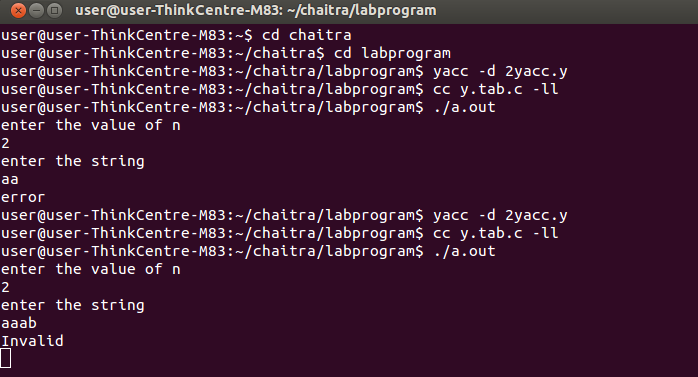 user@user-ThinkCentre-M83: ~/chaitra/labprogram
user@user-ThinkCentre-M83:~$ cd chaitra
user@user-ThinkCentre-M83:~/chaitra$ cd labprogram
user@user-ThinkCentre-M83:~/chaitra/labprogram$ yacc -d 2yacc.y
user@user-ThinkCentre-M83:~/chaitra/labprogram$ cc y.tab.c -ll
user@user-ThinkCentre-M83:~/chaitra/labprogram$ ./a.out
enter the value of n
2
enter the string
aa
error
user@user-ThinkCentre-M83:~/chaitra/labprogram$ yacc -d 2yacc.y
user@user-ThinkCentre-M83:~/chaitra/labprogram$ cc y.tab.c -ll
user@user-ThinkCentre-M83:~/chaitra/labprogram$ ./a.out
enter the value of n
2
enter the string
aaab
Invalid